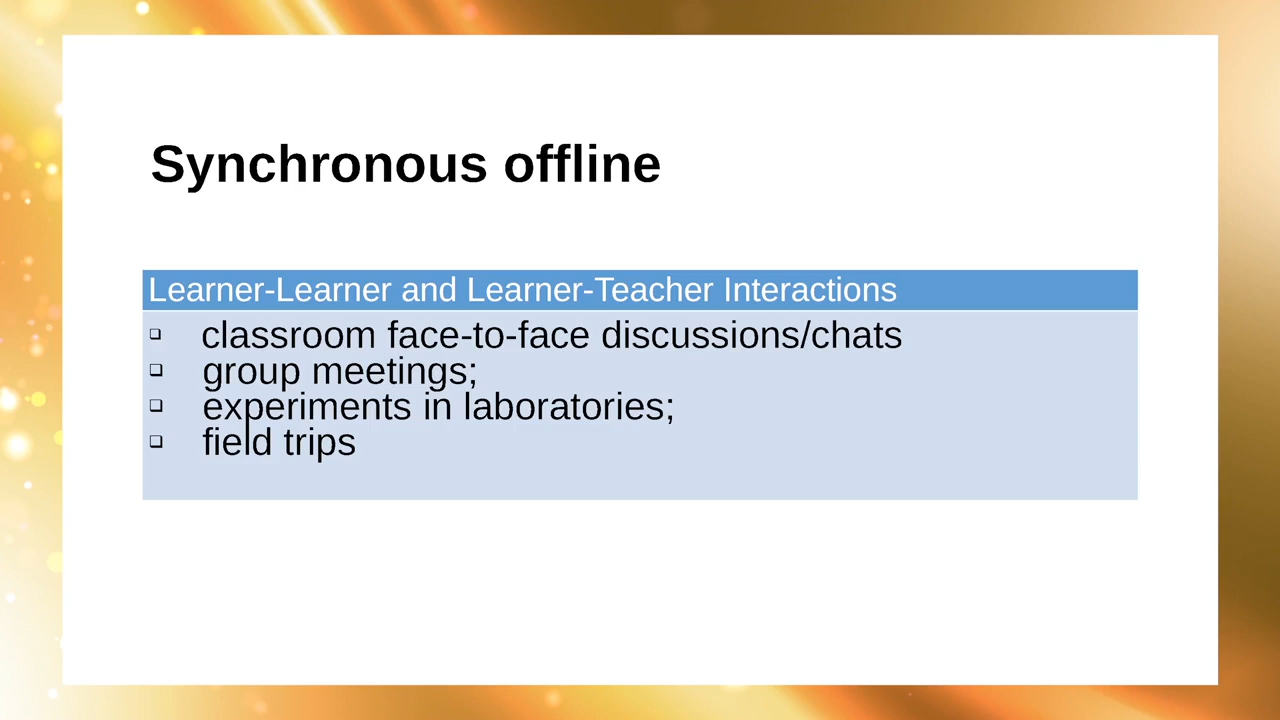 Synchronous offline
Learner-Learner and Learner-Teacher Interactions
❑ classroom face-to-face discussions/chats
❑ group meetings;
❑ experiments in laboratories;
❑ field trips